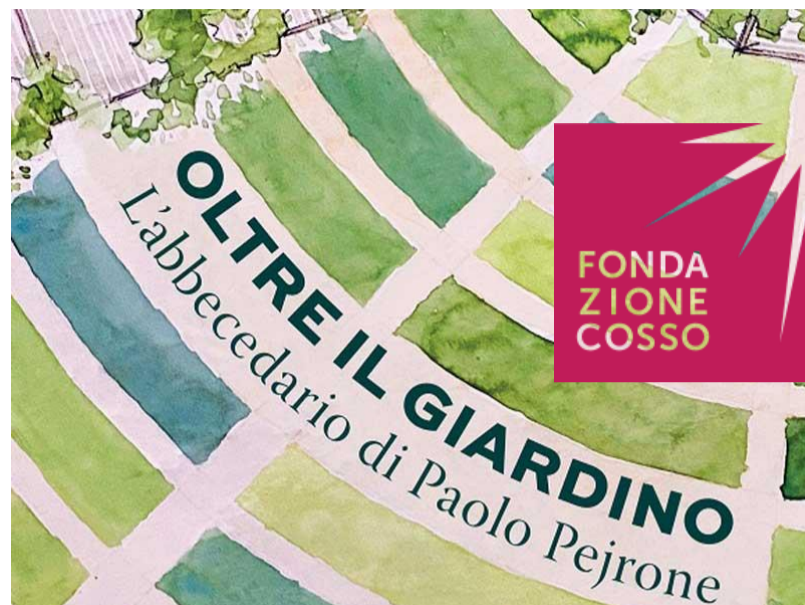 OLTRE IL GIARDINO
L'abbecedario di Paolo Pejrone
FONDA
ZIONE
COSSO